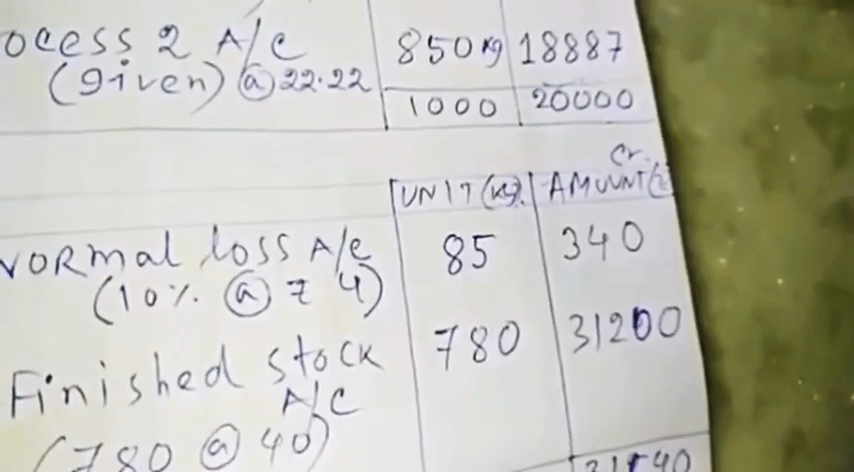 ocess 2 A/c 850 kg 18887
(given) @ 22.22
1000 20000
Cr.
UNIT (kg). AMOUNT (₹
NORMal loss A/c 85 340
(10% @ ₹ 4)
Finished stock 780 31200
A/C
(780 @ 40)
31540